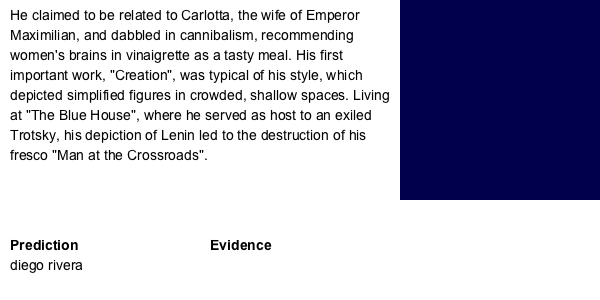 He claimed to be related to Carlotta, the wife of Emperor
Maximilian, and dabbled in cannibalism, recommending
women's brains in vinaigrette as a tasty meal. His first
important work, "Creation", was typical of his style, which
depicted simplified figures in crowded, shallow spaces. Living
at "The Blue House", where he served as host to an exiled
Trotsky, his depiction of Lenin led to the destruction of his
fresco "Man at the Crossroads".
Prediction Evidence
diego rivera